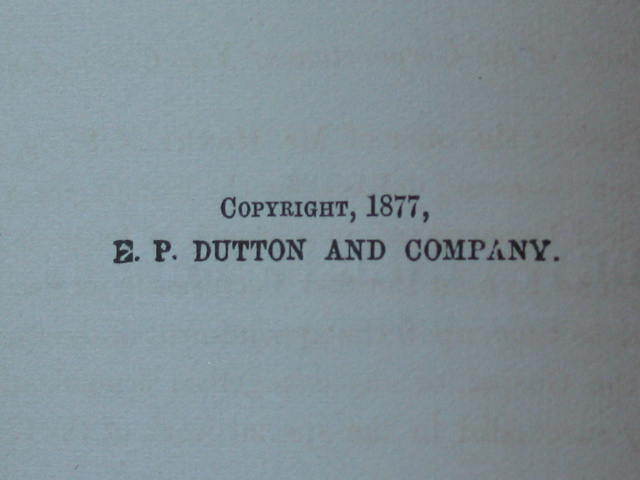 COPYRIGHT, 1877,
E. P. DUTTON AND COMPANY.